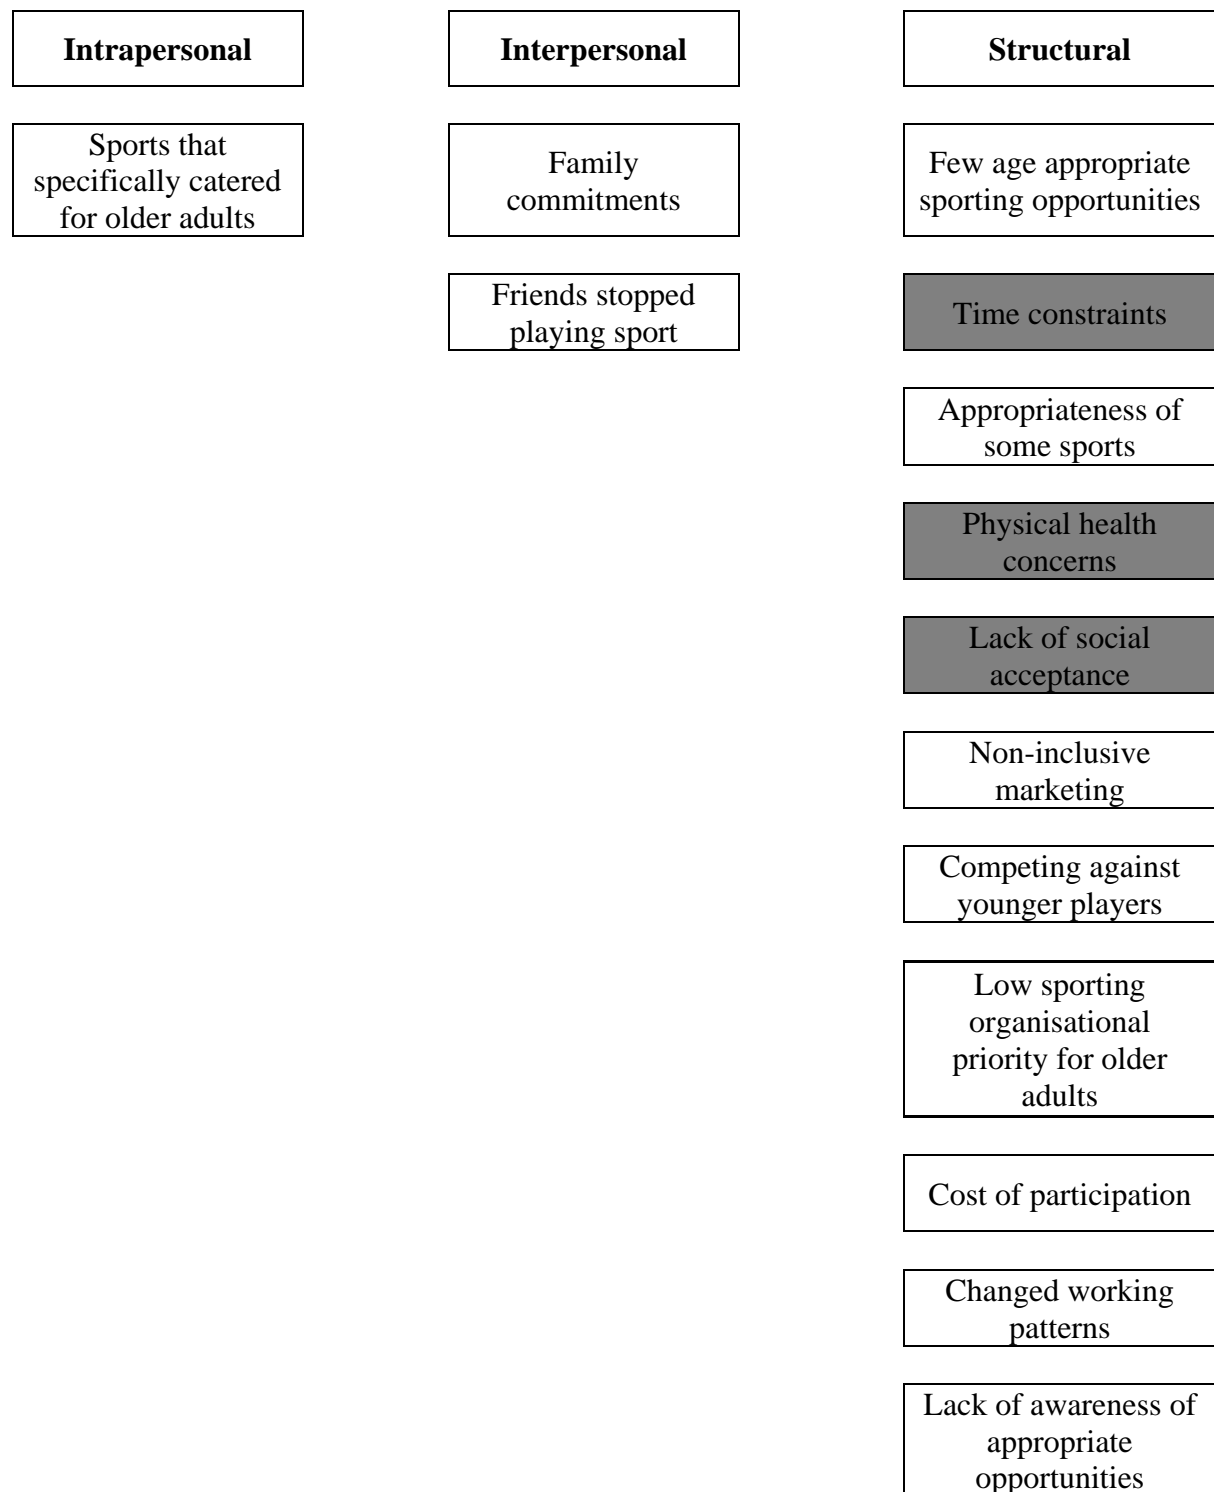 Intrapersonal
Sports that
specifically catered
for older adults
Interpersonal
Family
commitments
Friends stopped
playing sport
Structural
Few age appropriate
sporting opportunities
Time constraints
Appropriateness of
some sports
Physical health
concerns
Lack of social
acceptance
Non-inclusive
marketing
Competing against
younger players
Low sporting
organisational
priority for older
adults
Cost of participation
Changed working
patterns
Lack of awareness of
appropriate
opportunities